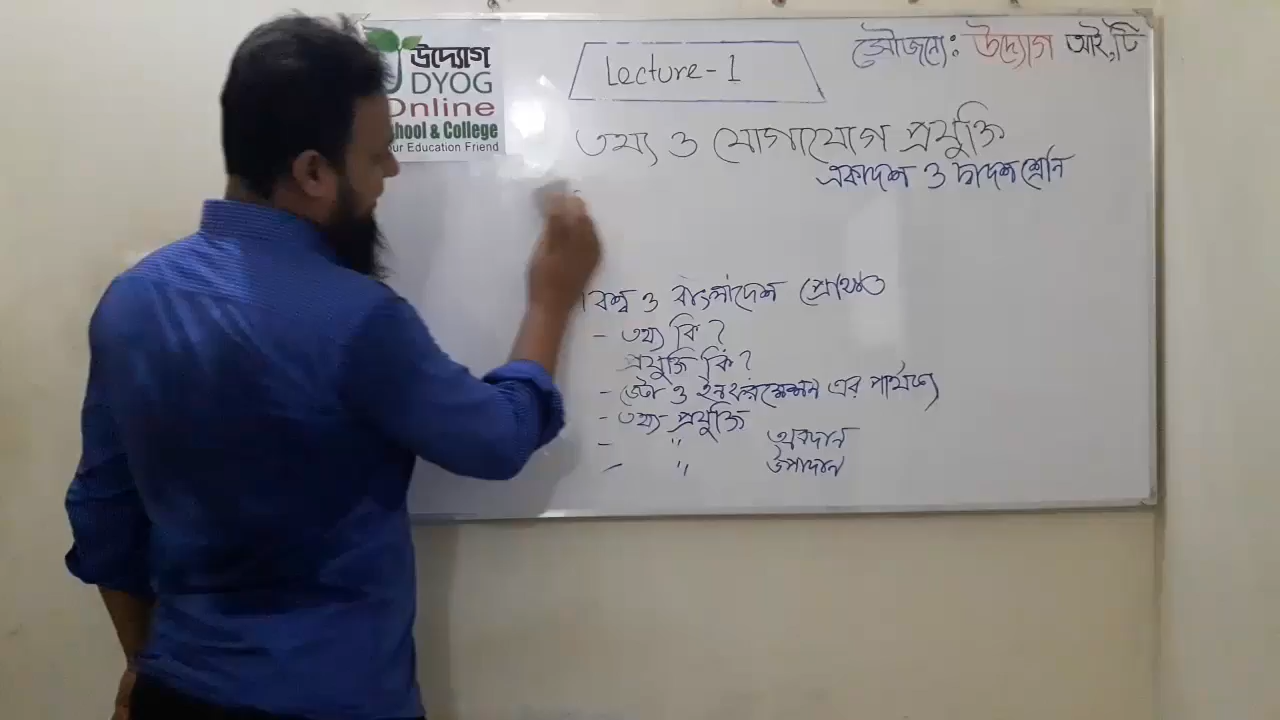 উদ্যোগ
DYOG
Online
hool & College
ur Education Friend
Lecture - 1
সৌজন্যে: উদ্যোগ আই,টি
তথ্য ও যোগাযোগ প্রযুক্তি
একাদশ ও দ্বাদশ শ্রেনি
বিশ্ব ও বাংলাদেশ প্রেক্ষিত
- তথ্য কি?
প্রযুক্তি কি?
- ডেটা ও ইনফরমেশন এর পার্থক্য
- তথ্য প্রযুক্তি
- " অবদান
- " উপাদান